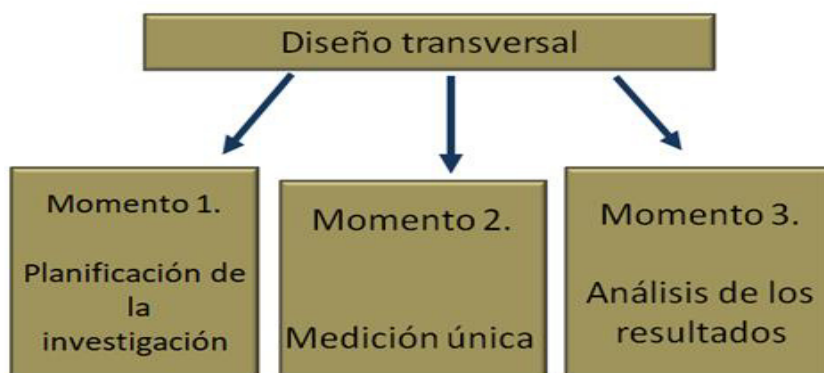 Diseño transversal
Momento 1.
Planificación de
la
investigación
Momento 2.
Medición única
Momento 3.
Análisis de los
resultados